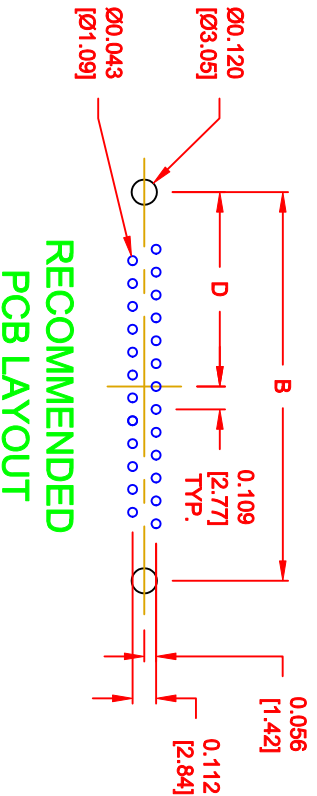 Ø0.120
[Ø3.05]
Ø0.043
[Ø1.09]
B
D
0.109
[2.77]
TYP.
0.056
[1.42]
0.112
[2.84]
RECOMMENDED
PCB LAYOUT